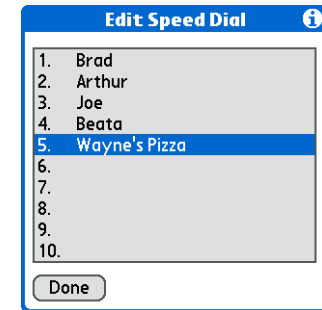 Edit Speed Dial
1. Brad
2. Arthur
3. Joe
4. Beata
5. Wayne's Pizza
6.
7.
8.
9.
10.
Done